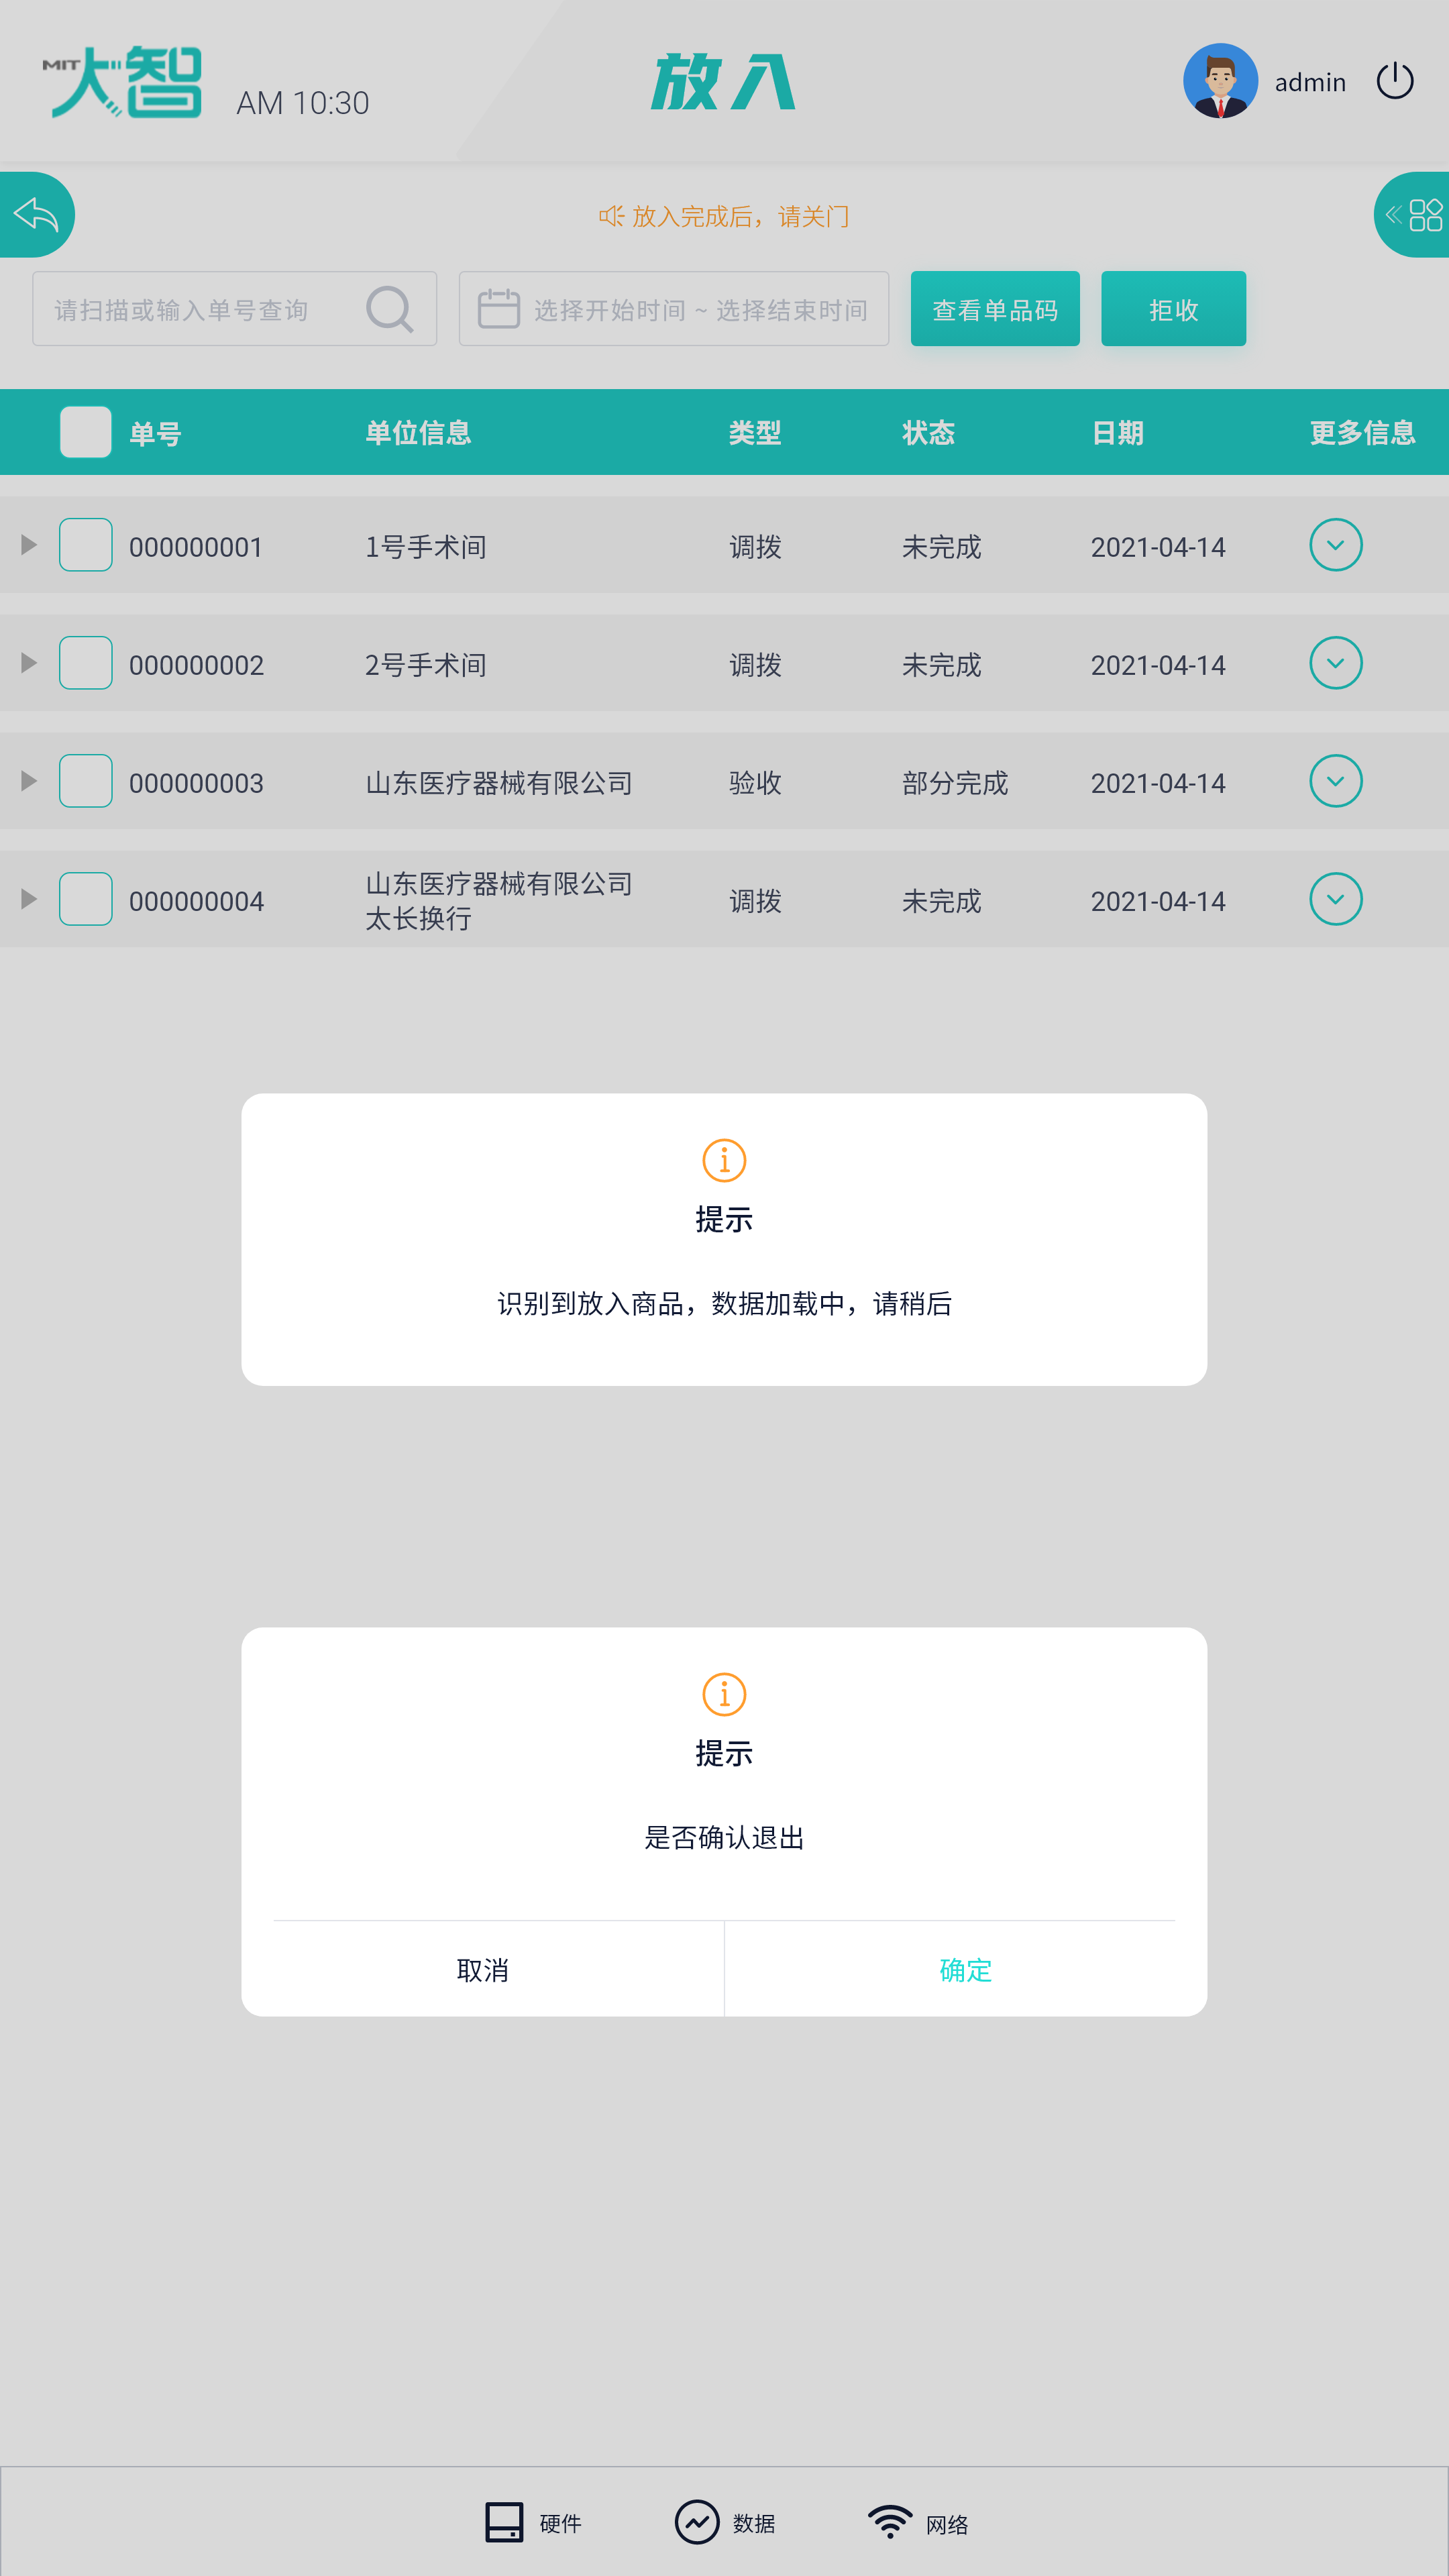 MIT大智
AM 10:30
放入
admin
放入完成后，请关门
请扫描或输入单号查询
选择开始时间 ~ 选择结束时间
查看单品码
拒收
单号 单位信息 类型 状态 日期 更多信息
000000001 1号手术间 调拨 未完成 2021-04-14
000000002 2号手术间 调拨 未完成 2021-04-14
000000003 山东医疗器械有限公司 验收 部分完成 2021-04-14
000000004 山东医疗器械有限公司 调拨 未完成 2021-04-14
太长换行
提示
识别到放入商品，数据加载中，请稍后
提示
是否确认退出
取消 确定
硬件 数据 网络